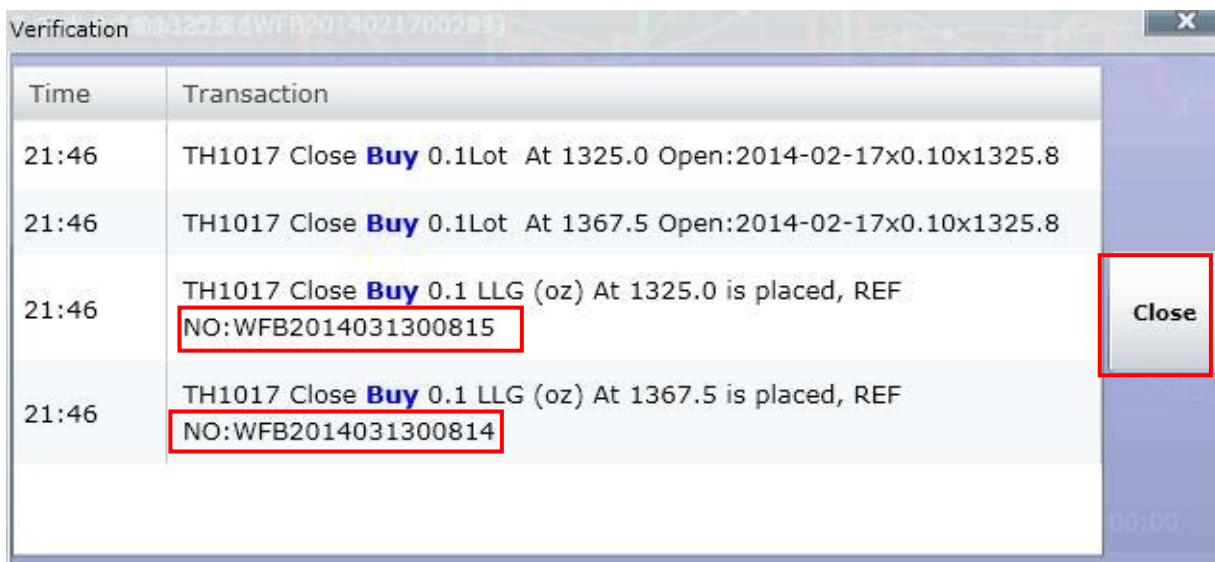 Verification
Time Transaction
21:46 TH1017 Close Buy 0.1Lot At 1325.0 Open:2014-02-17x0.10x1325.8
21:46 TH1017 Close Buy 0.1Lot At 1367.5 Open:2014-02-17x0.10x1325.8
21:46 TH1017 Close Buy 0.1 LLG (oz) At 1325.0 is placed, REF
NO:WFB2014031300815
Close
21:46 TH1017 Close Buy 0.1 LLG (oz) At 1367.5 is placed, REF
NO:WFB2014031300814
00:00